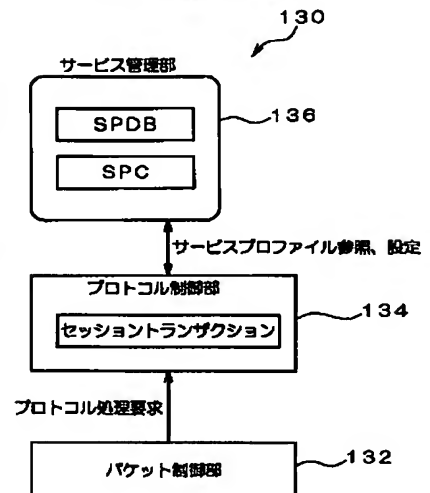 130
サービス管理部
SPDB
136
SPC
サービスプロファイル参照、設定
プロトコル制御部
134
セッショントランザクション
プロトコル処理要求
パケット制御部
132